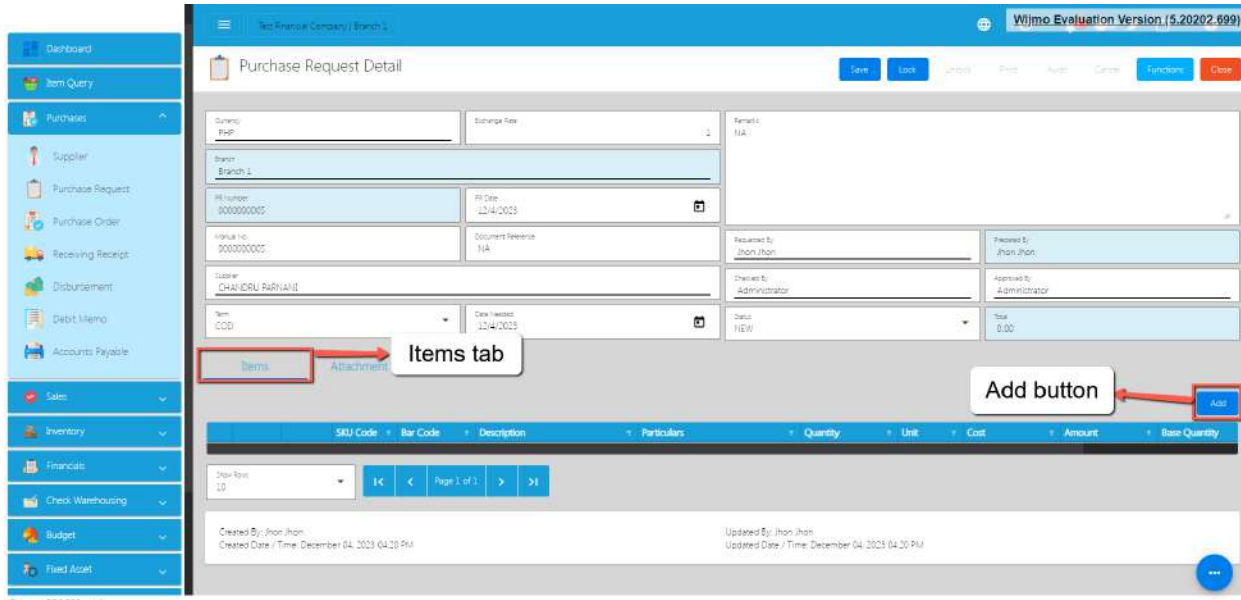 Test Financial Company | Branch 1
Wijmo Evaluation Version (5.20202.699)
Dashboard
Item Query
Purchases
Supplier
Purchase Request
Purchase Order
Receiving Receipt
Disbursement
Debit Memo
Accounts Payable
Sales
Inventory
Financials
Check Warehousing
Budget
Fixed Asset
Purchase Request Detail
Save
Lock
Unlock
Print
Audit
Cancel
Functions
Close
Currency
PHP
Exchange Rate
1
Remarks
NA
Branch
Branch 1
PR Number
0000000005
PR Date
12/4/2023
Manual No.
0000000005
Document Reference
NA
Requested By
Jhon Jhon
Prepared By
Jhon Jhon
Supplier
CHANDRU PARNANI
Checked By
Administrator
Approved By
Administrator
Term
COD
Date Needed
12/4/2023
Status
NEW
Total
0.00
Items
Attachment
Items tab
Add button
Add
SKU Code Bar Code Description Particulars Quantity Unit Cost Amount Base Quantity
Show Rows
10
Page 1 of 1
Created By: Jhon Jhon
Created Date / Time: December 04, 2023 04:20 PM
Updated By: Jhon Jhon
Updated Date / Time: December 04, 2023 04:20 PM